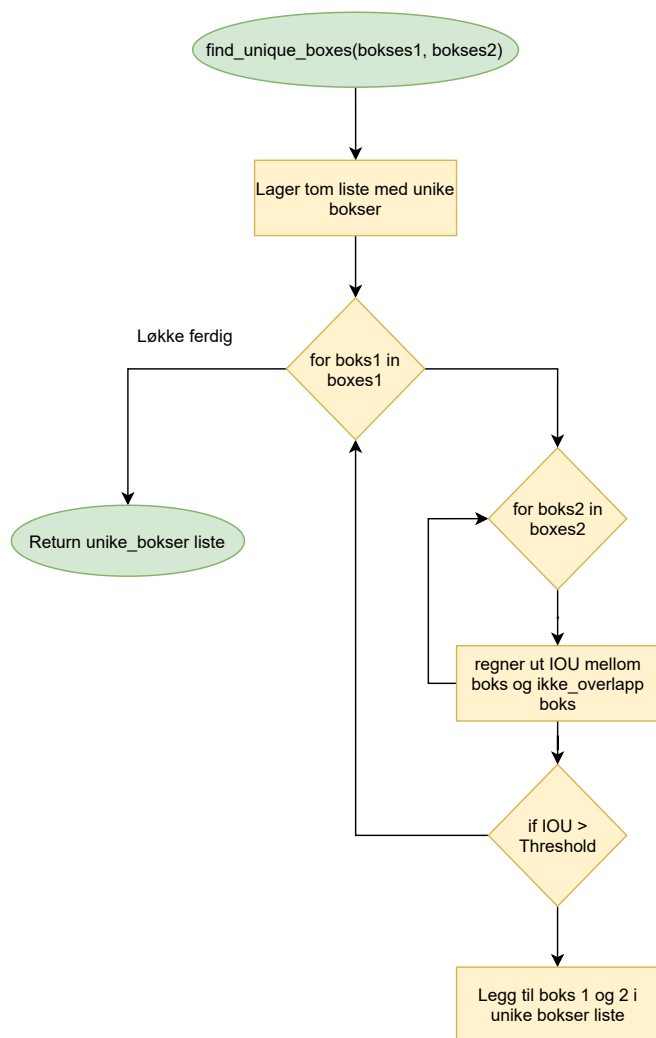 find_unique_boxes(bokses1, bokses2)
Lager tom liste med unike
bokser
Løkke ferdig
for boks1 in
boxes1
for boks2 in
boxes2
Return unike_bokser liste
regner ut IOU mellom
boks og ikke_overlapp
boks
if IOU >
Threshold
Legg til boks 1 og 2 i
unike bokser liste